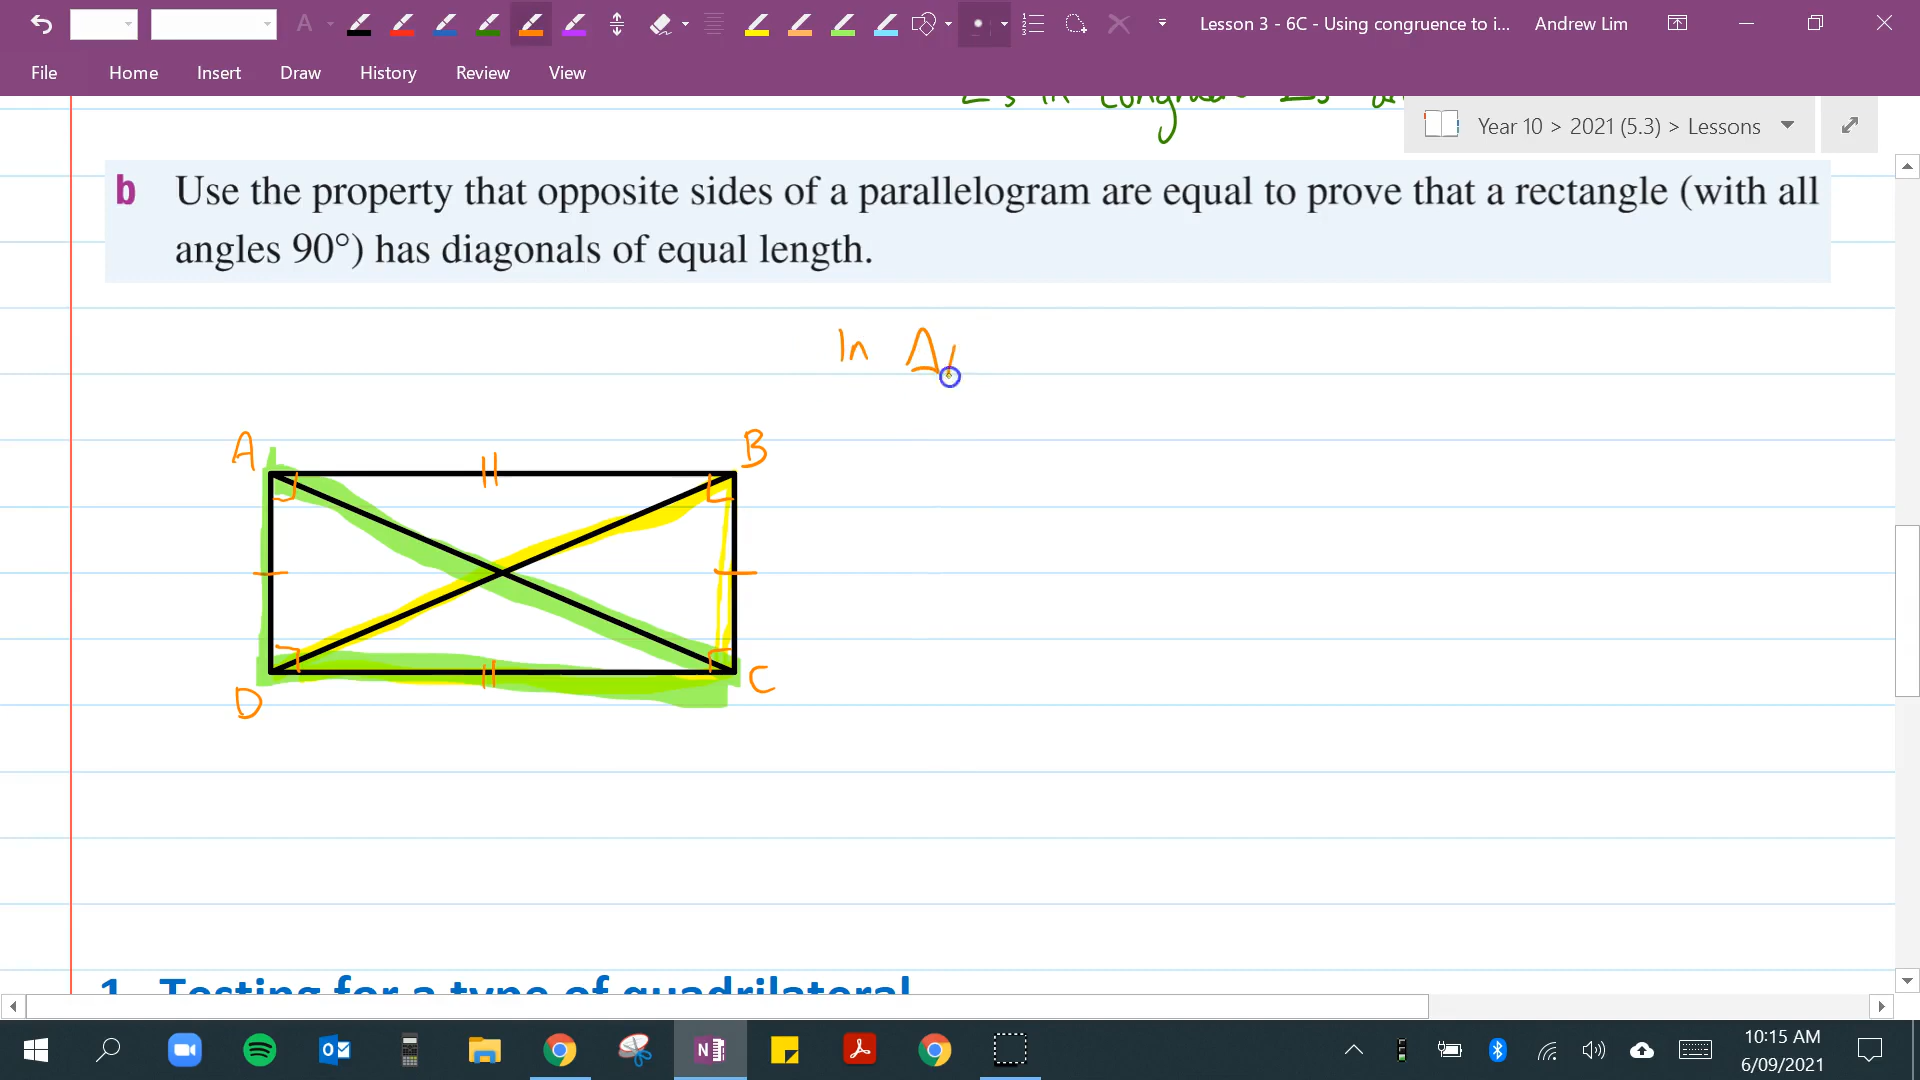 Lesson 3 - 6C - Using congruence to i...
Andrew Lim
File Home Insert Draw History Review View
∠s in congruent
Year 10 > 2021 (5.3) > Lessons
b Use the property that opposite sides of a parallelogram are equal to prove that a rectangle (with all
angles 90°) has diagonals of equal length.
In Δ
A B
D C
1. Testing for a type of quadrilateral
10:15 AM
6/09/2021